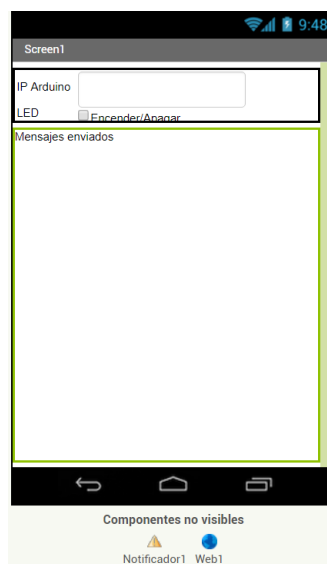 9:48
Screen1
IP Arduino
LED Encender/Apagar
Mensajes enviados
Componentes no visibles
Notificador1 Web1